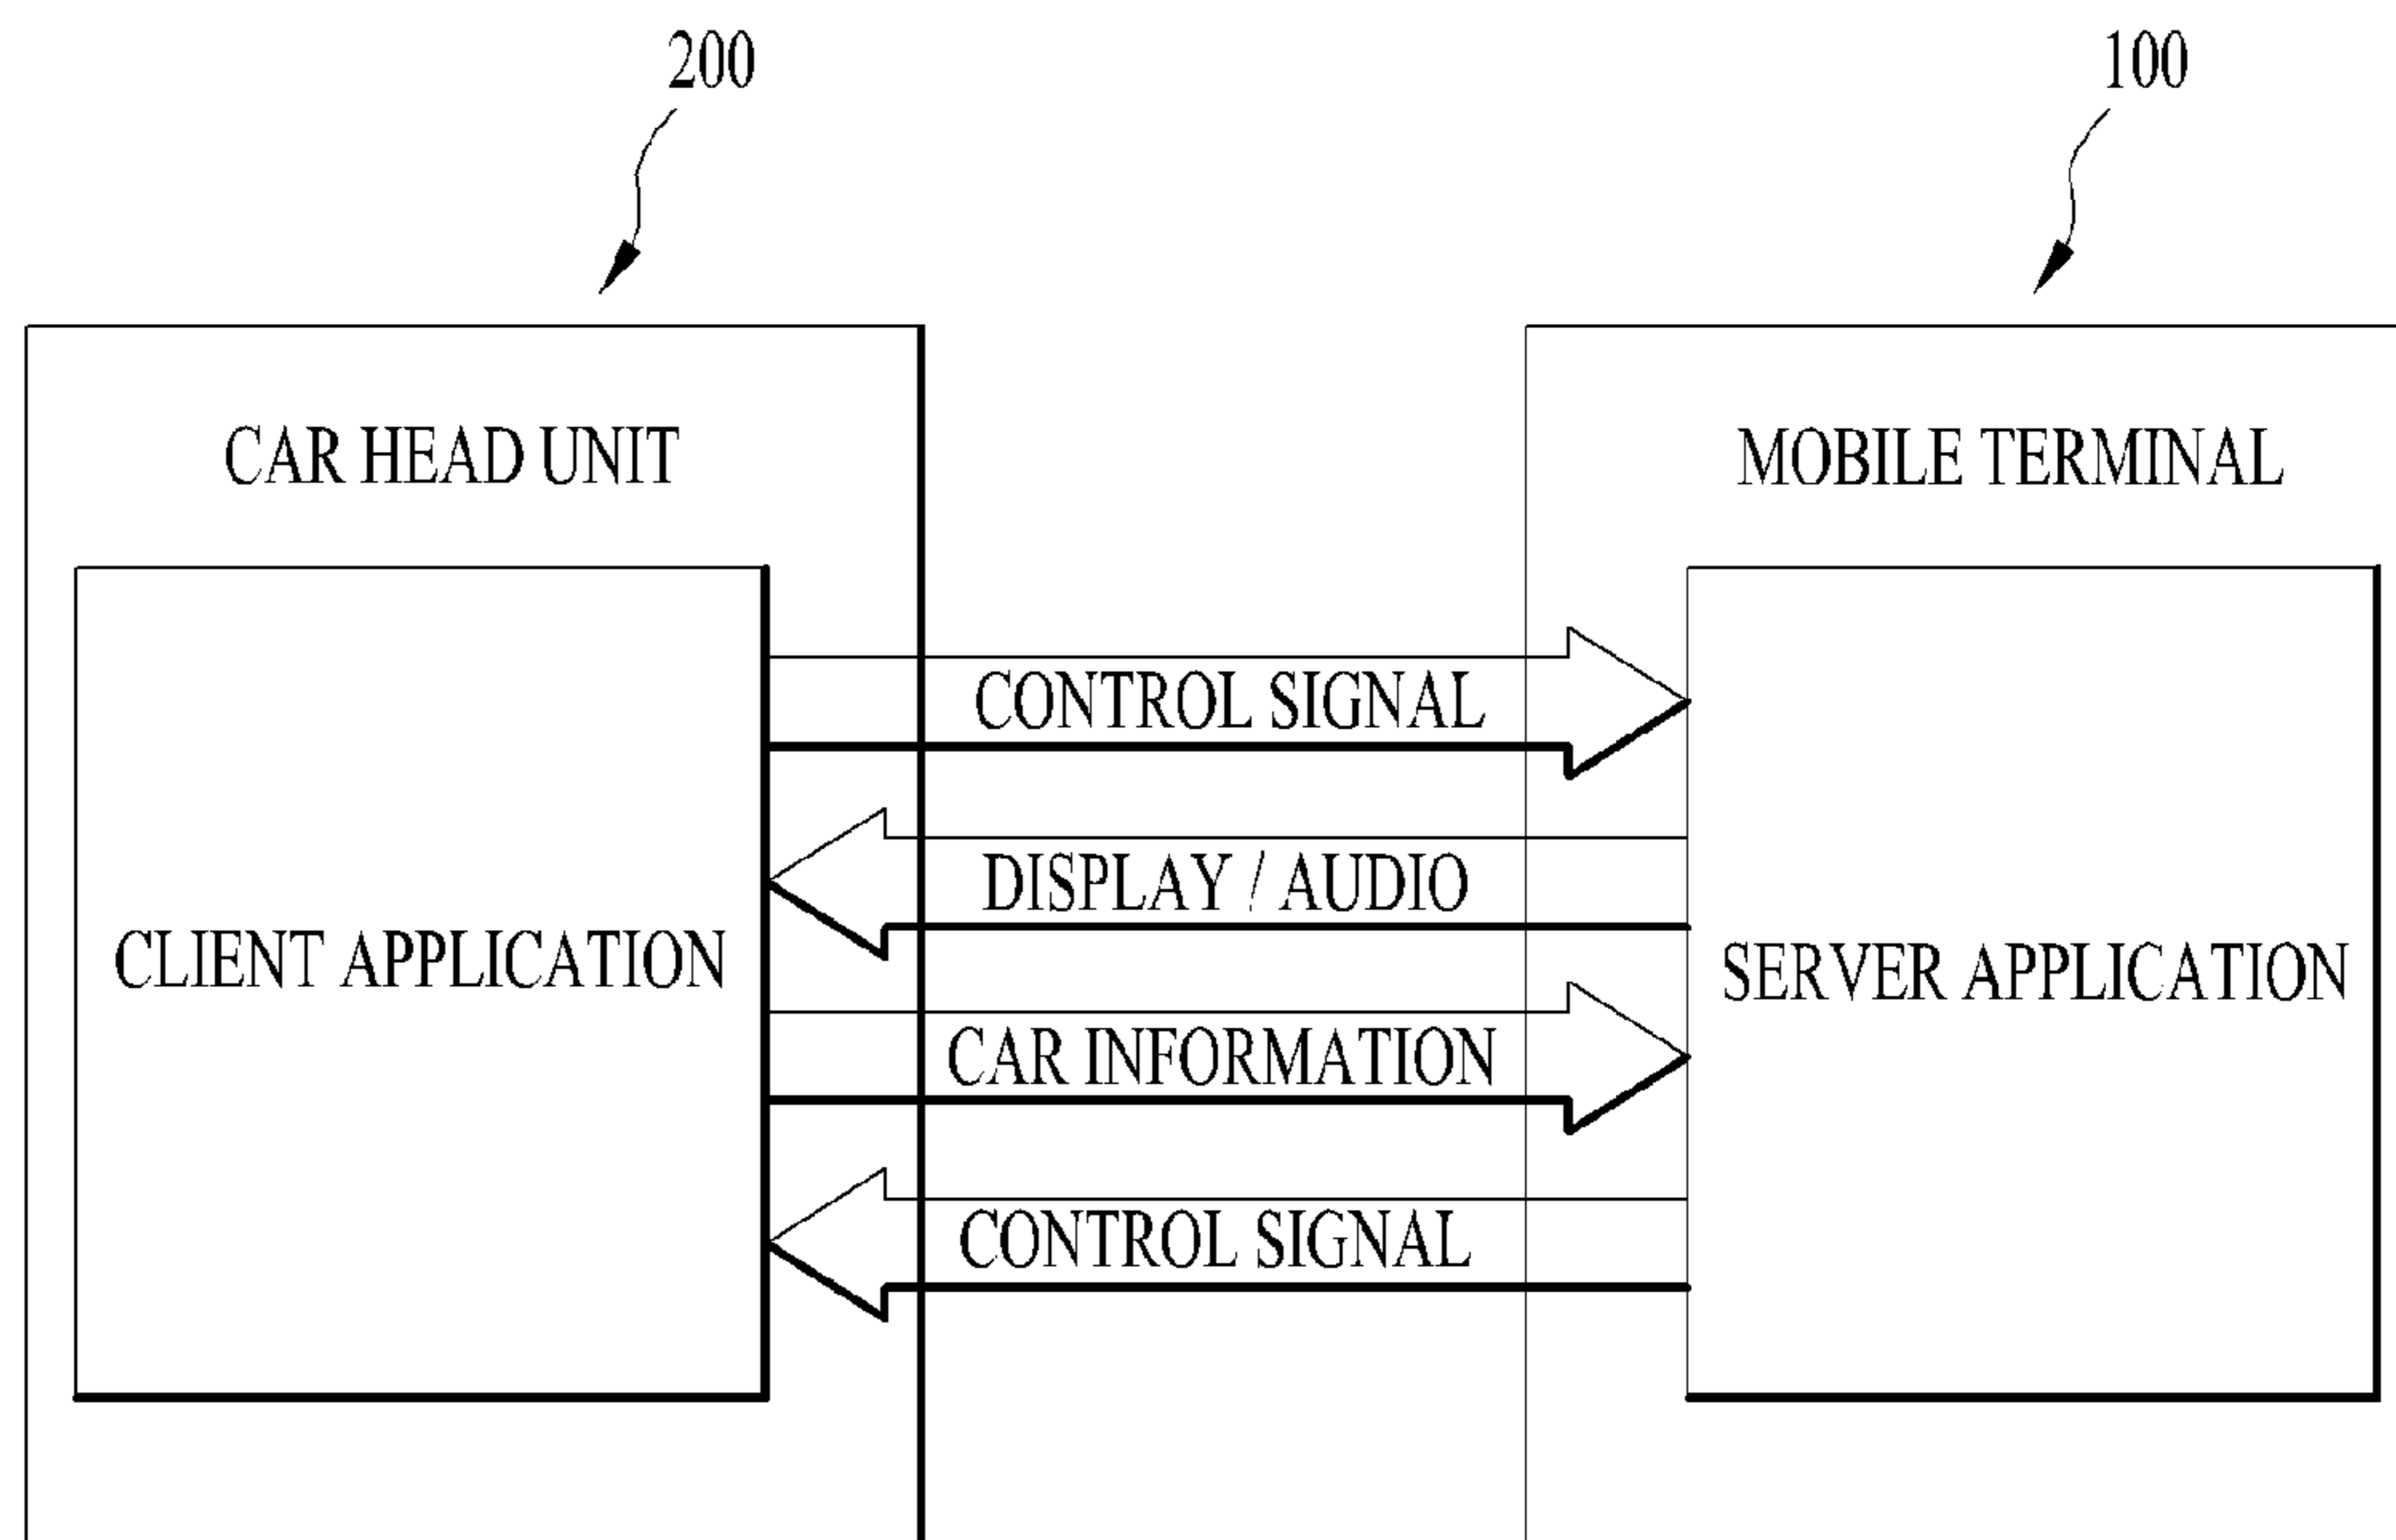 200
100
CAR HEAD UNIT
MOBILE TERMINAL
CONTROL SIGNAL
DISPLAY / AUDIO
CLIENT APPLICATION
SERVER APPLICATION
CAR INFORMATION
CONTROL SIGNAL